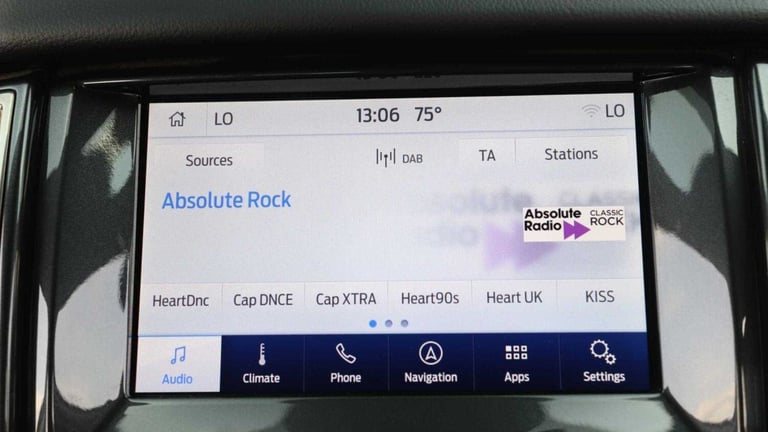 LO 13:06 75° LO
Sources DAB TA Stations
Absolute Rock
Absolute Radio CLASSIC ROCK
HeartDnc Cap DNCE Cap XTRA Heart90s Heart UK KISS
Audio Climate Phone Navigation Apps Settings